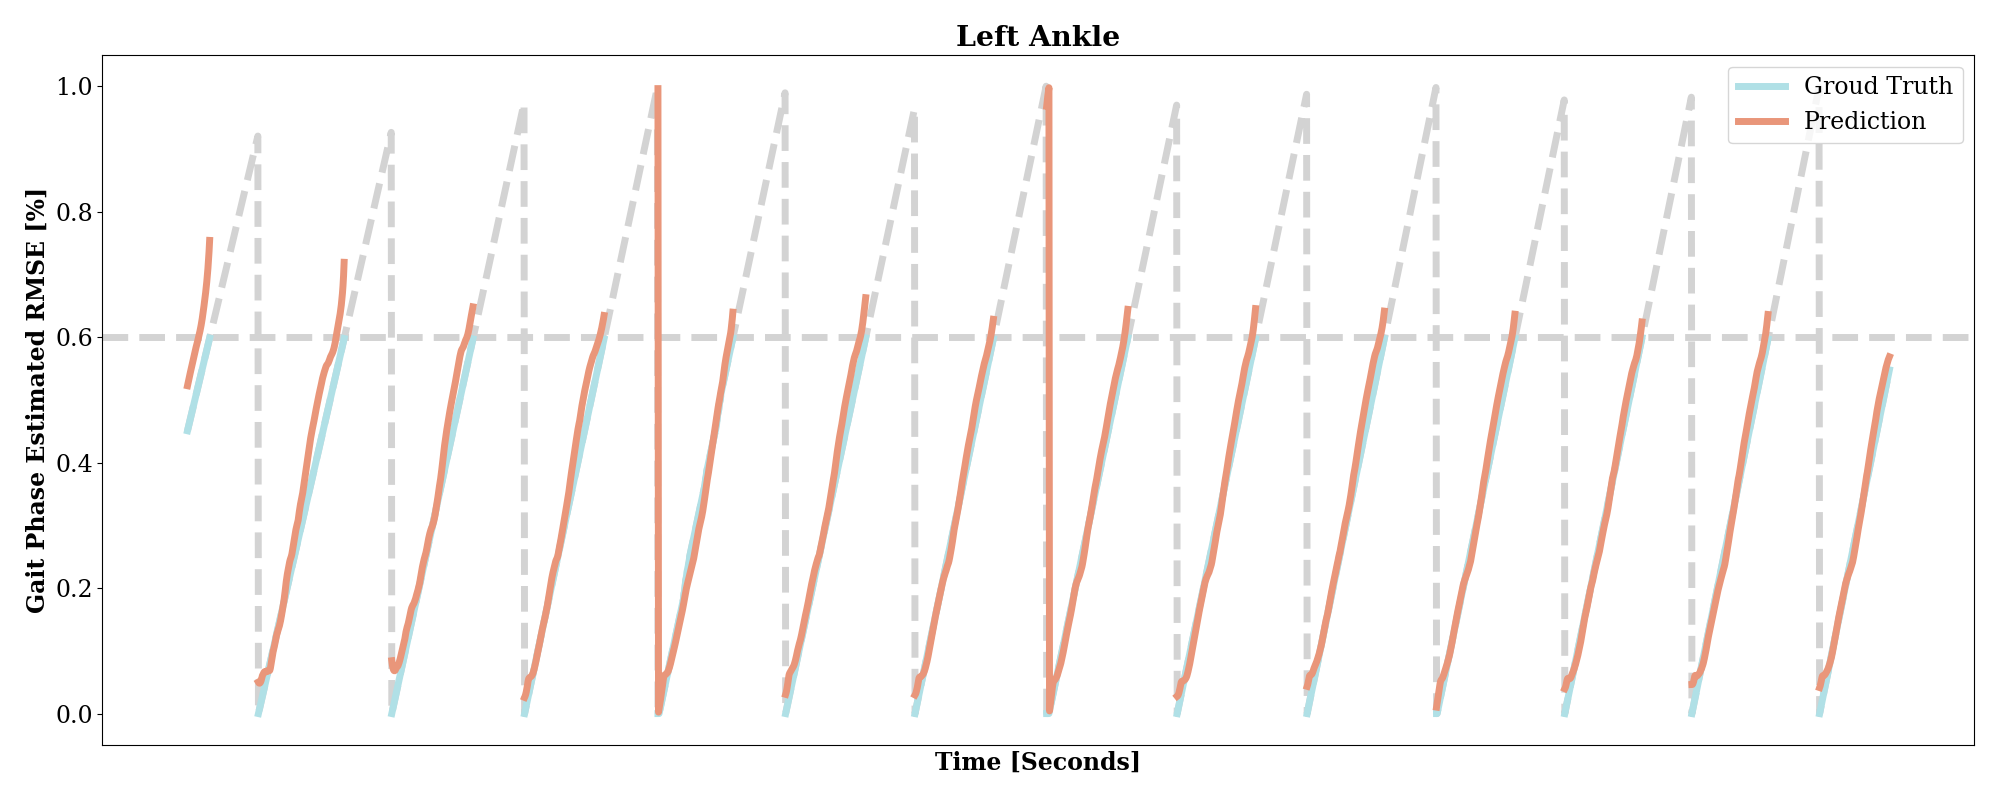 Left Ankle
Groud Truth
Prediction
Gait Phase Estimated RMSE [%]
1.0
0.8
0.6
0.4
0.2
0.0
Time [Seconds]